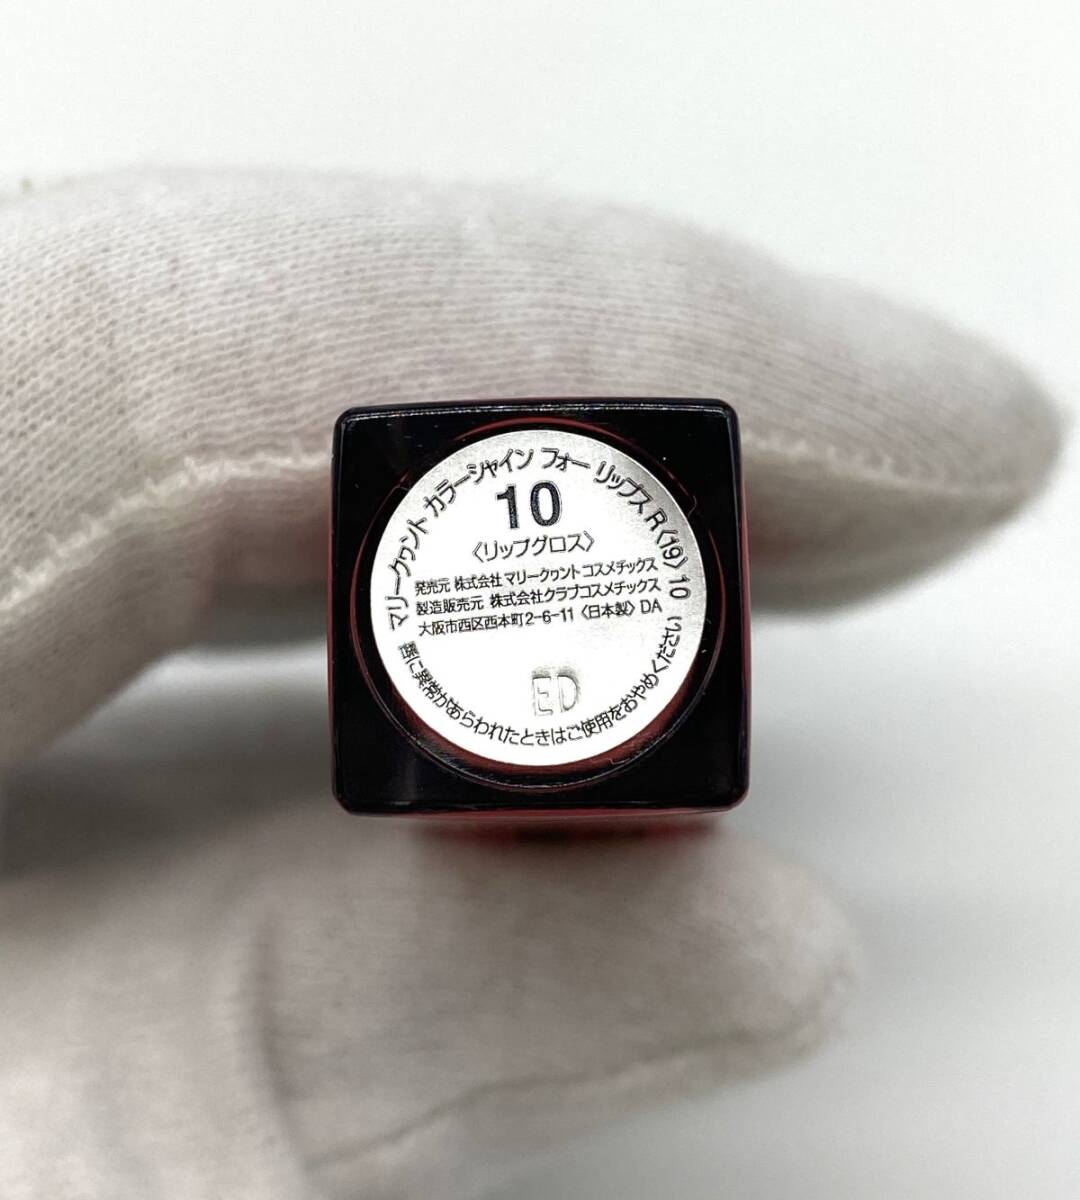 マリークヮント カラーシャイン フォー リップス R〈19〉10
10
〈リップグロス〉
発売元 株式会社 マリークヮント コスメチックス
製造販売元 株式会社クラブコスメチックス
大阪市西区西本町2-6-11〈日本製〉DA
ED
唇に異常があらわれたときはご使用をおやめください